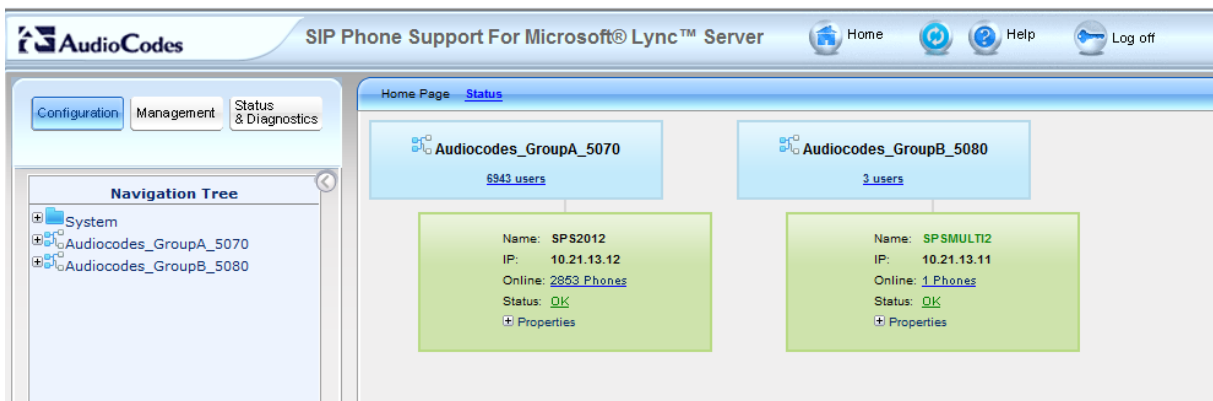 AudioCodes
SIP Phone Support For Microsoft® Lync™ Server
Home
Help
Log off
Configuration
Management
Status & Diagnostics
Navigation Tree
System
Audiocodes_GroupA_5070
Audiocodes_GroupB_5080
Home Page Status
Audiocodes_GroupA_5070
6943 users
Name: SPS2012
IP: 10.21.13.12
Online: 2853 Phones
Status: OK
Properties
Audiocodes_GroupB_5080
3 users
Name: SPSMULTI2
IP: 10.21.13.11
Online: 1 Phones
Status: OK
Properties